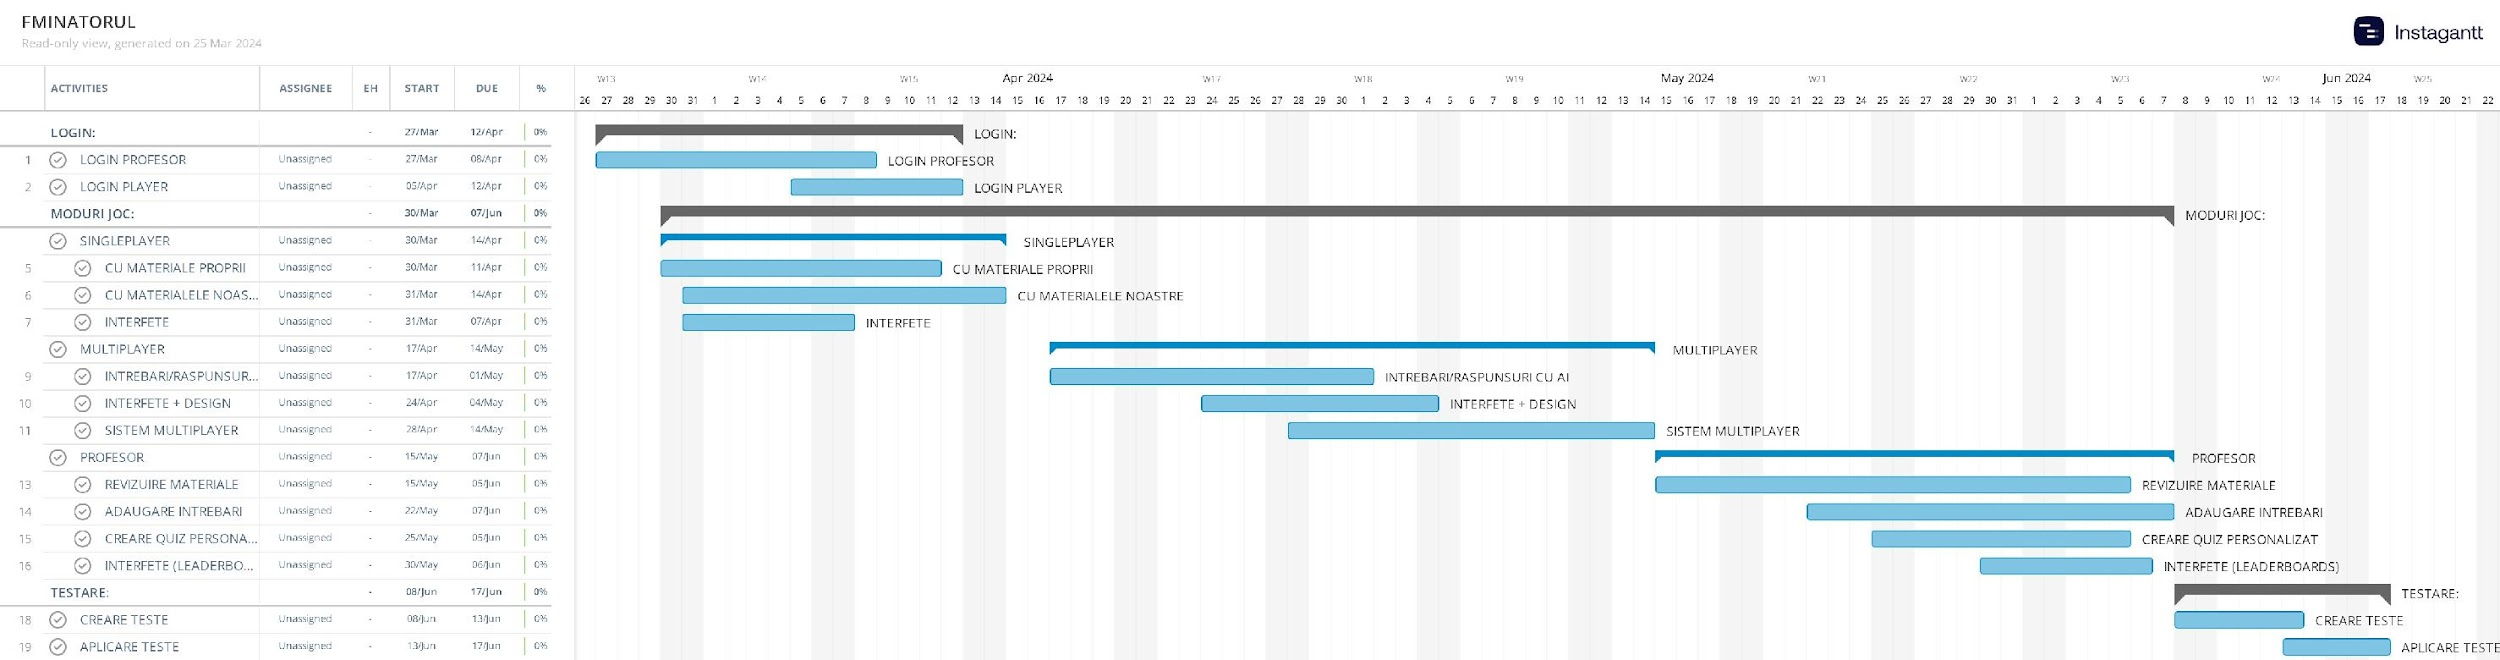 FMINATORUL
Read-only view, generated on 25 Mar 2024
Instagantt
ACTIVITIES ASSIGNEE EH START DUE %
W13 W14 W15 Apr 2024 W17 W18 W19 May 2024 W21 W22 W23 W24 Jun 2024 W25
26 27 28 29 30 31 1 2 3 4 5 6 7 8 9 10 11 12 13 14 15 16 17 18 19 20 21 22 23 24 25 26 27 28 29 30 1 2 3 4 5 6 7 8 9 10 11 12 13 14 15 16 17 18 19 20 21 22 23 24 25 26 27 28 29 30 31 1 2 3 4 5 6 7 8 9 10 11 12 13 14 15 16 17 18 19 20 21 22
LOGIN: - 27/Mar 12/Apr 0% LOGIN:
1 LOGIN PROFESOR Unassigned - 27/Mar 08/Apr 0% LOGIN PROFESOR
2 LOGIN PLAYER Unassigned - 05/Apr 12/Apr 0% LOGIN PLAYER
MODURI JOC: - 30/Mar 07/Jun 0% MODURI JOC:
SINGLEPLAYER Unassigned - 30/Mar 14/Apr 0% SINGLEPLAYER
5 CU MATERIALE PROPRII Unassigned - 30/Mar 11/Apr 0% CU MATERIALE PROPRII
6 CU MATERIALELE NOAS... Unassigned - 31/Mar 14/Apr 0% CU MATERIALELE NOASTRE
7 INTERFETE Unassigned - 31/Mar 07/Apr 0% INTERFETE
MULTIPLAYER Unassigned - 17/Apr 14/May 0% MULTIPLAYER
9 INTREBARI/RASPUNSUR... Unassigned - 17/Apr 01/May 0% INTREBARI/RASPUNSURI CU AI
10 INTERFETE + DESIGN Unassigned - 24/Apr 04/May 0% INTERFETE + DESIGN
11 SISTEM MULTIPLAYER Unassigned - 28/Apr 14/May 0% SISTEM MULTIPLAYER
PROFESOR Unassigned - 15/May 07/Jun 0% PROFESOR
13 REVIZUIRE MATERIALE Unassigned - 15/May 05/Jun 0% REVIZUIRE MATERIALE
14 ADAUGARE INTREBARI Unassigned - 22/May 07/Jun 0% ADAUGARE INTREBARI
15 CREARE QUIZ PERSONA... Unassigned - 25/May 05/Jun 0% CREARE QUIZ PERSONALIZAT
16 INTERFETE (LEADERBO... Unassigned - 30/May 06/Jun 0% INTERFETE (LEADERBOARDS)
TESTARE: - 08/Jun 17/Jun 0% TESTARE:
18 CREARE TESTE Unassigned - 08/Jun 13/Jun 0% CREARE TESTE
19 APLICARE TESTE Unassigned - 13/Jun 17/Jun 0% APLICARE TESTE